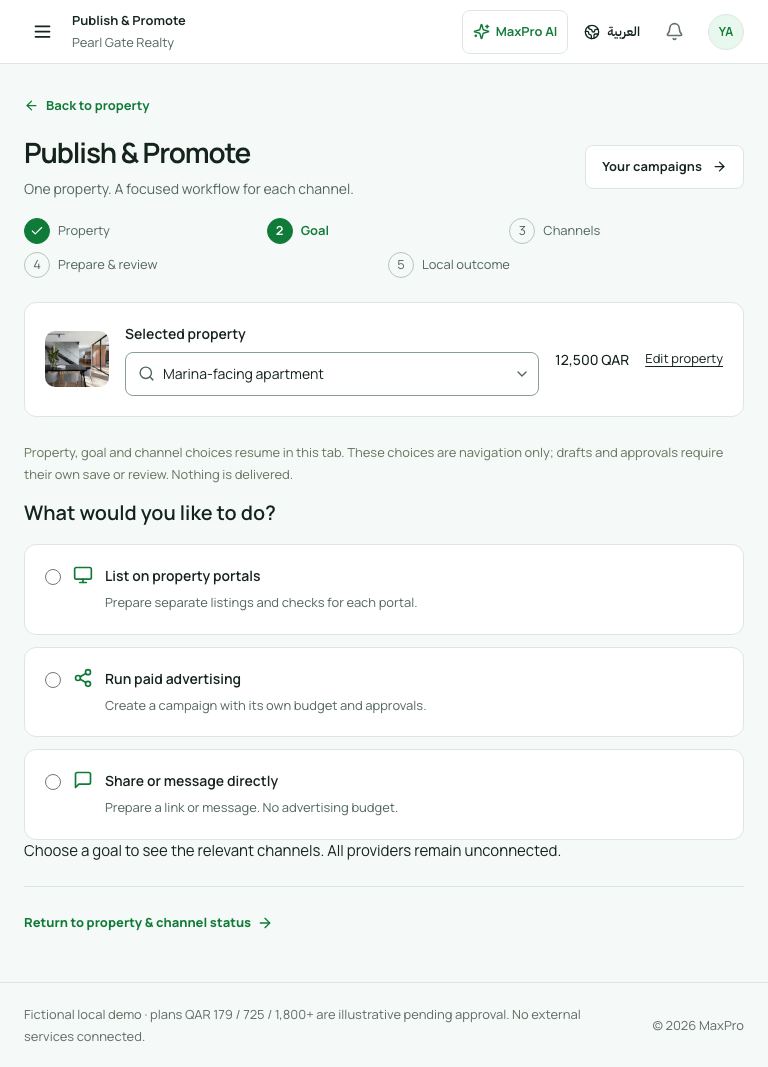 Publish & Promote
Pearl Gate Realty
MaxPro AI
العربية
YA
Back to property
Publish & Promote
One property. A focused workflow for each channel.
Your campaigns
Property
2 Goal
3 Channels
4 Prepare & review
5 Local outcome
Selected property
Marina-facing apartment
12,500 QAR
Edit property
Property, goal and channel choices resume in this tab. These choices are navigation only; drafts and approvals require
their own save or review. Nothing is delivered.
What would you like to do?
List on property portals
Prepare separate listings and checks for each portal.
Run paid advertising
Create a campaign with its own budget and approvals.
Share or message directly
Prepare a link or message. No advertising budget.
Choose a goal to see the relevant channels. All providers remain unconnected.
Return to property & channel status
Fictional local demo · plans QAR 179 / 725 / 1,800+ are illustrative pending approval. No external
services connected.
© 2026 MaxPro